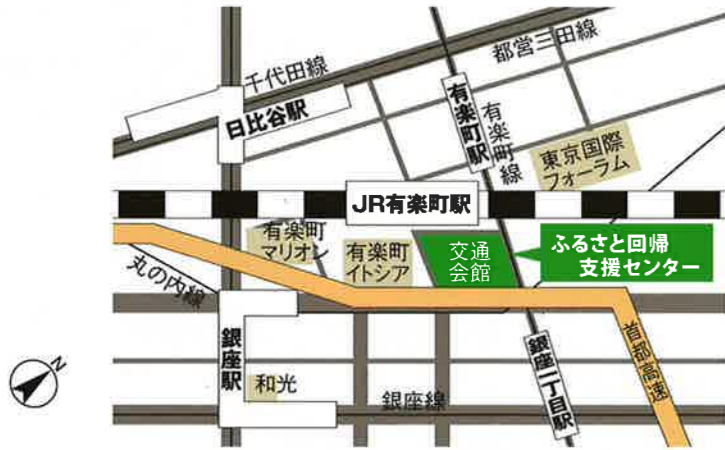 千代田線
都営三田線
日比谷駅
有楽町駅
有楽町線
東京国際
フォーラム
JR有楽町駅
有楽町
マリオン
有楽町
イトシア
交通
会館
ふるさと回帰
支援センター
丸の内線
銀座駅
和光
銀座線
銀座一丁目駅
首都高速
N